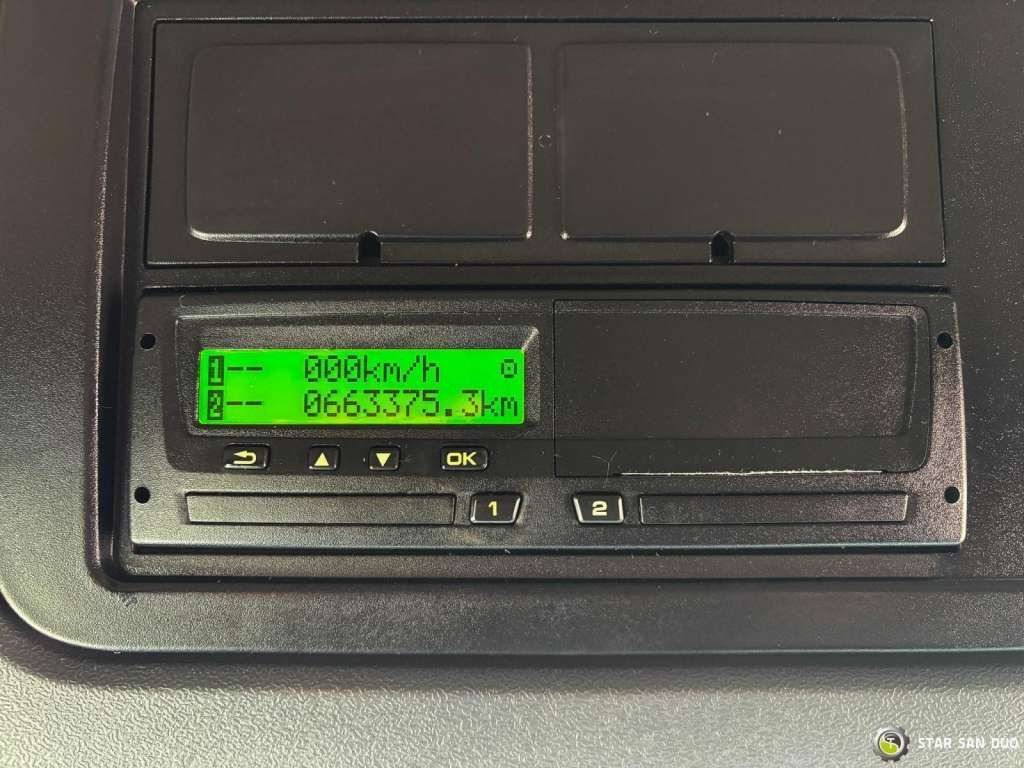 1-- 000km/h
2-- 0663375.3km
OK
1 2
STAR SAN DUO